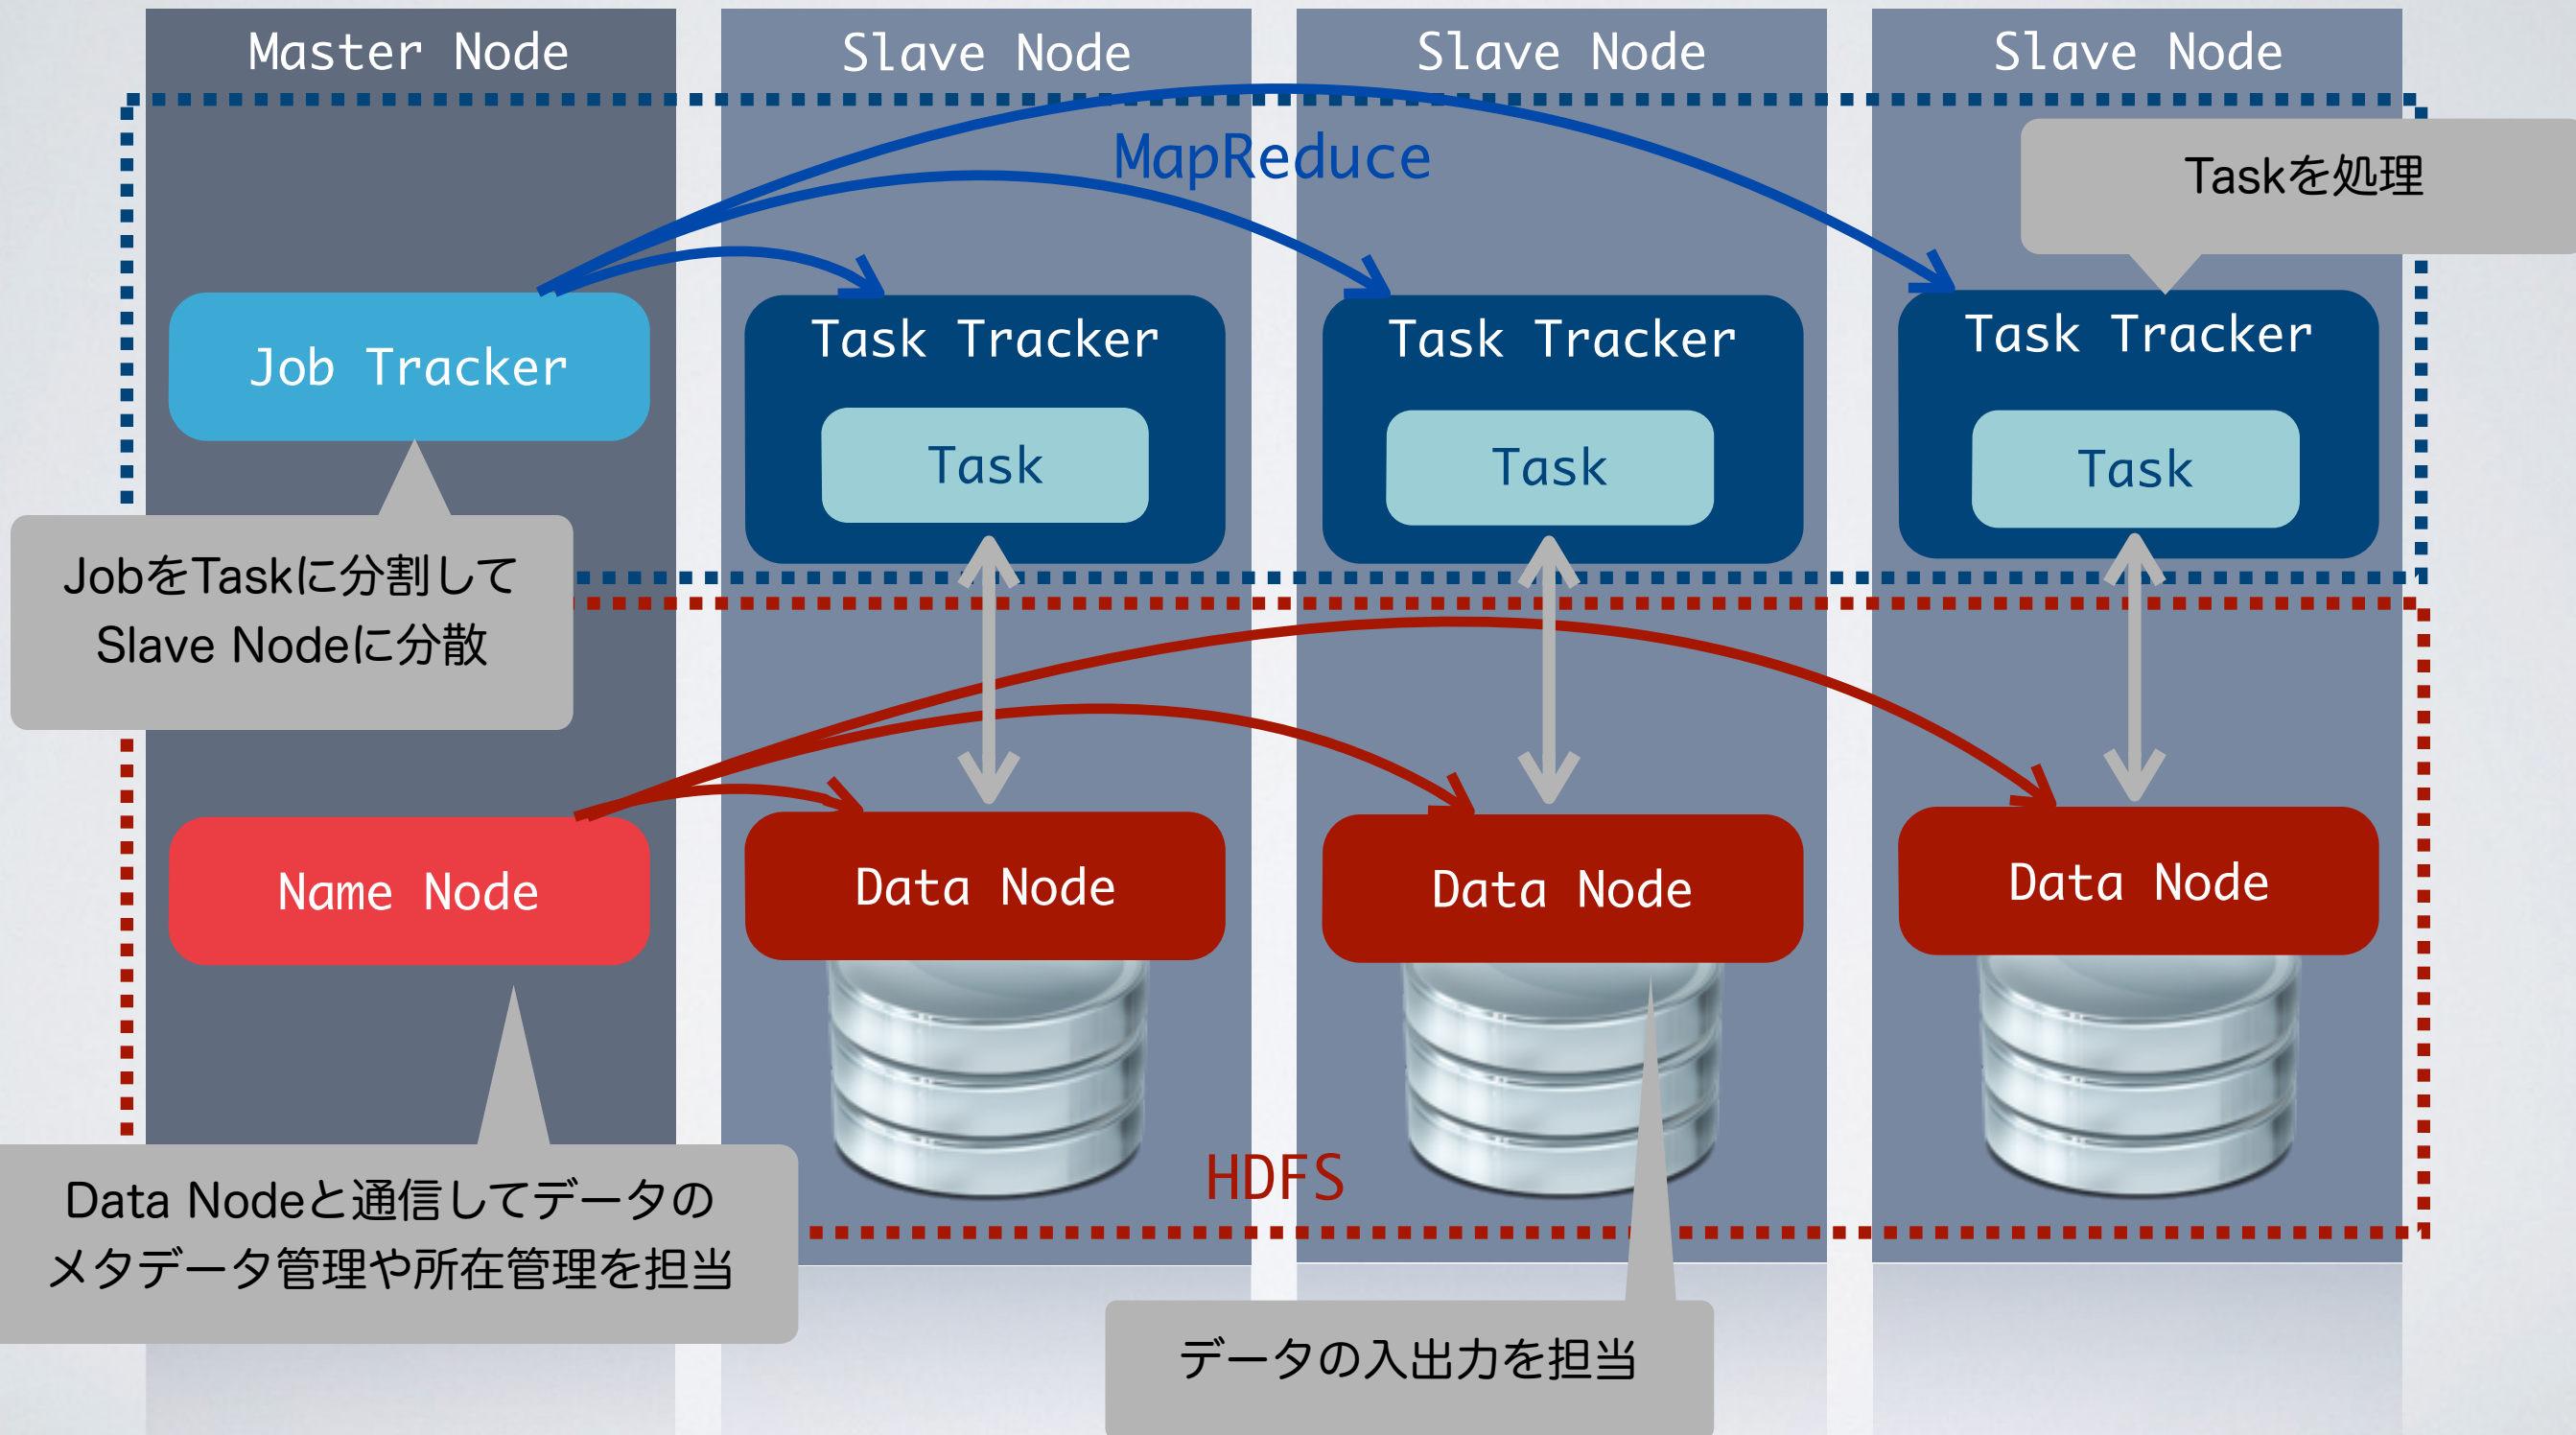 Master Node
Slave Node
Slave Node
Slave Node
MapReduce
Taskを処理
Job Tracker
Task Tracker
Task Tracker
Task Tracker
Task
Task
Task
JobをTaskに分割して
Slave Nodeに分散
Name Node
Data Node
Data Node
Data Node
HDFS
Data Nodeと通信してデータの
メタデータ管理や所在管理を担当
データの入出力を担当